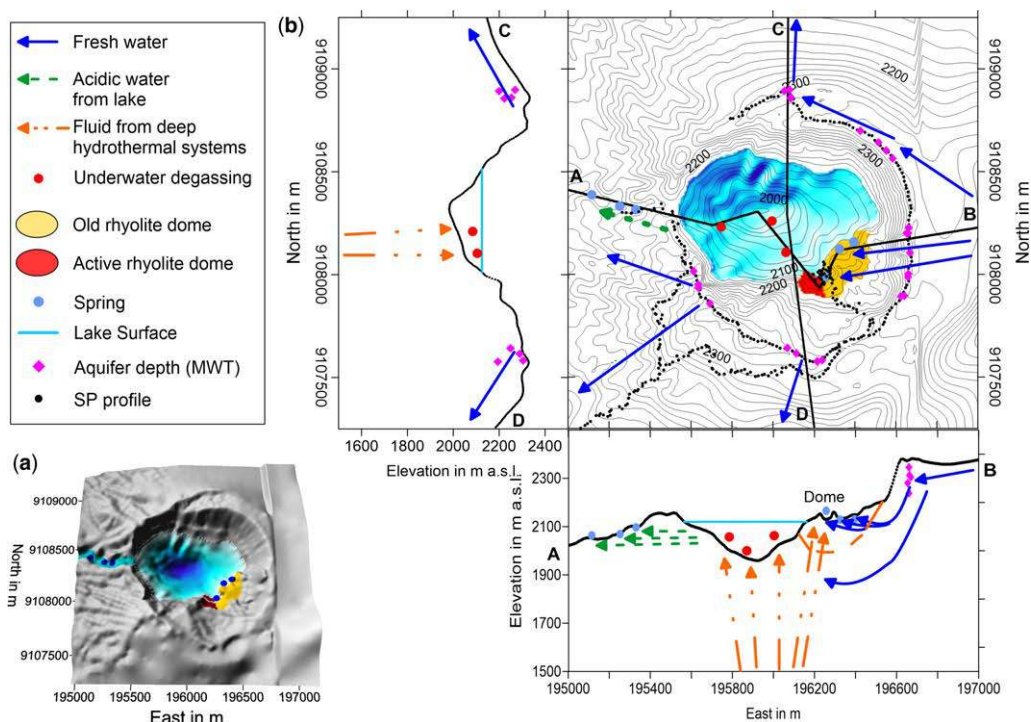 Fresh water
Acidic water
from lake
Fluid from deep
hydrothermal systems
Underwater degassing
Old rhyolite dome
Active rhyolite dome
Spring
Lake Surface
Aquifer depth (MWT)
SP profile
(b)
C
D
1600 1800 2000 2200 2400
Elevation in m a.s.l.
9109000
9108500
9108000
9107500
North in m
C
2200
2300
2200
2300
A
2000
B
2100
2200
2300
D
9109000
9108500
9108000
9107500
North in m
(a)
9109000
9108500
9108000
9107500
North in m
195000 195500 196000 196500 197000
East in m
2300
2100
1900
1700
1500
Elevation in m a.s.l.
A
Dome
B
195000 195400 195800 196200 196600 197000
East in m